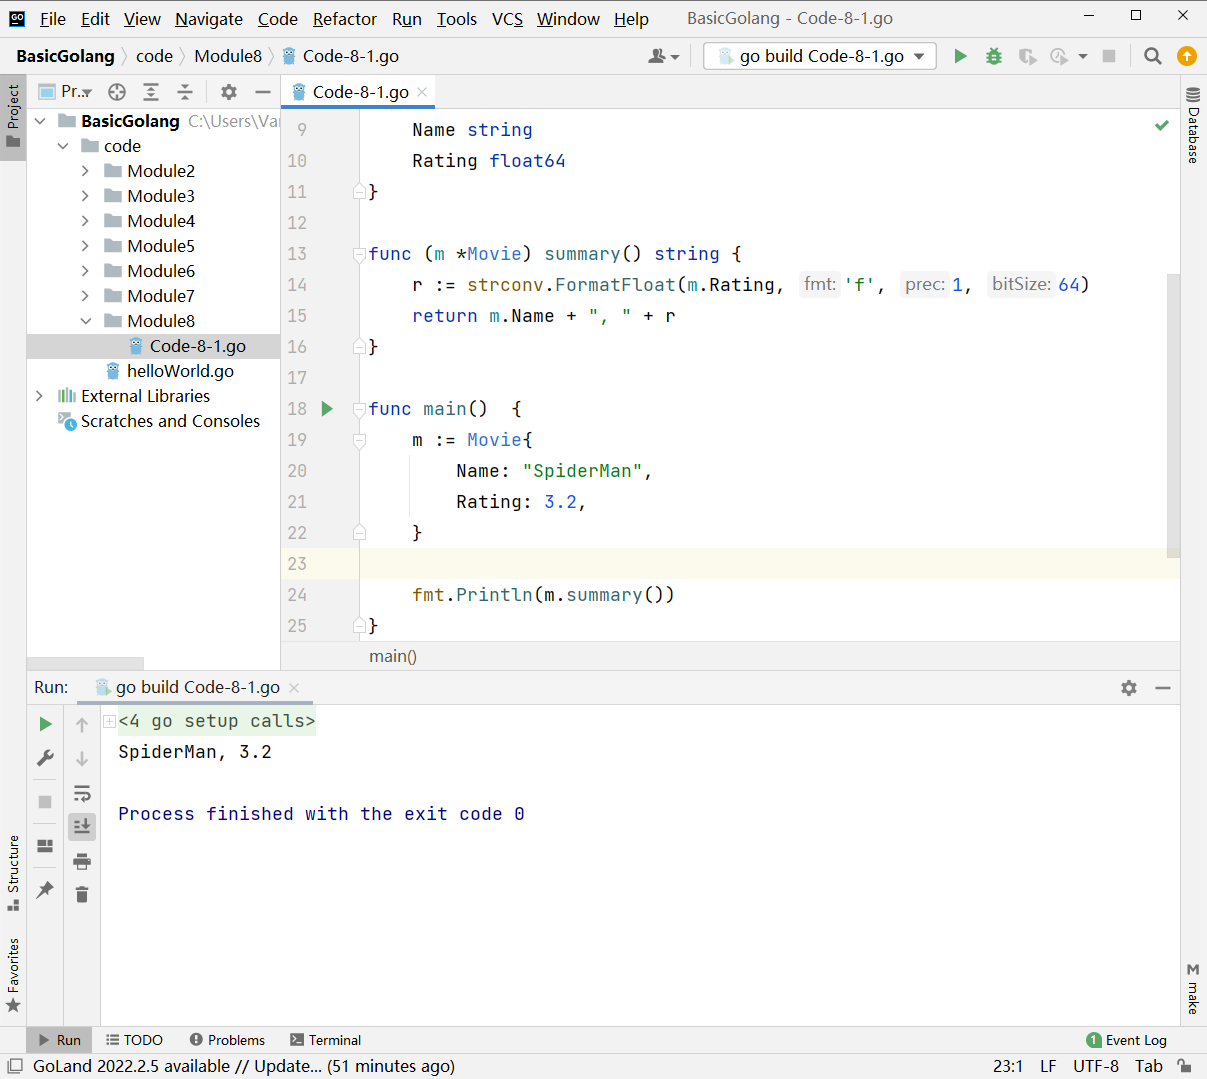 File Edit View Navigate Code Refactor Run Tools VCS Window Help BasicGolang - Code-8-1.go
BasicGolang code Module8 Code-8-1.go go build Code-8-1.go
Project
Pr...
BasicGolang C:\Users\Va
code
Module2
Module3
Module4
Module5
Module6
Module7
Module8
Code-8-1.go
helloWorld.go
External Libraries
Scratches and Consoles
Code-8-1.go
9 Name string
10 Rating float64
11 }
12
13 func (m *Movie) summary() string {
14 r := strconv.FormatFloat(m.Rating, fmt: 'f', prec: 1, bitSize: 64)
15 return m.Name + ", " + r
16 }
17
18 func main() {
19 m := Movie{
20 Name: "SpiderMan",
21 Rating: 3.2,
22 }
23
24 fmt.Println(m.summary())
25 }
main()
Database
Run: go build Code-8-1.go
<4 go setup calls>
SpiderMan, 3.2
Process finished with the exit code 0
Structure
Favorites
make
Run TODO Problems Terminal 1 Event Log
GoLand 2022.2.5 available // Update... (51 minutes ago) 23:1 LF UTF-8 Tab